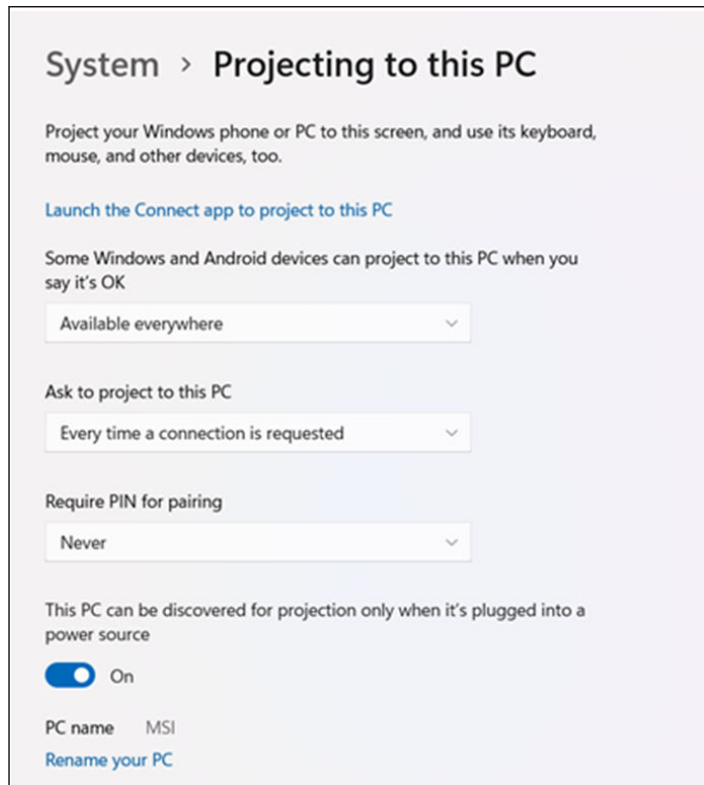 System > Projecting to this PC
Project your Windows phone or PC to this screen, and use its keyboard,
mouse, and other devices, too.
Launch the Connect app to project to this PC
Some Windows and Android devices can project to this PC when you
say it's OK
Available everywhere
Ask to project to this PC
Every time a connection is requested
Require PIN for pairing
Never
This PC can be discovered for projection only when it's plugged into a
power source
On
PC name MSI
Rename your PC